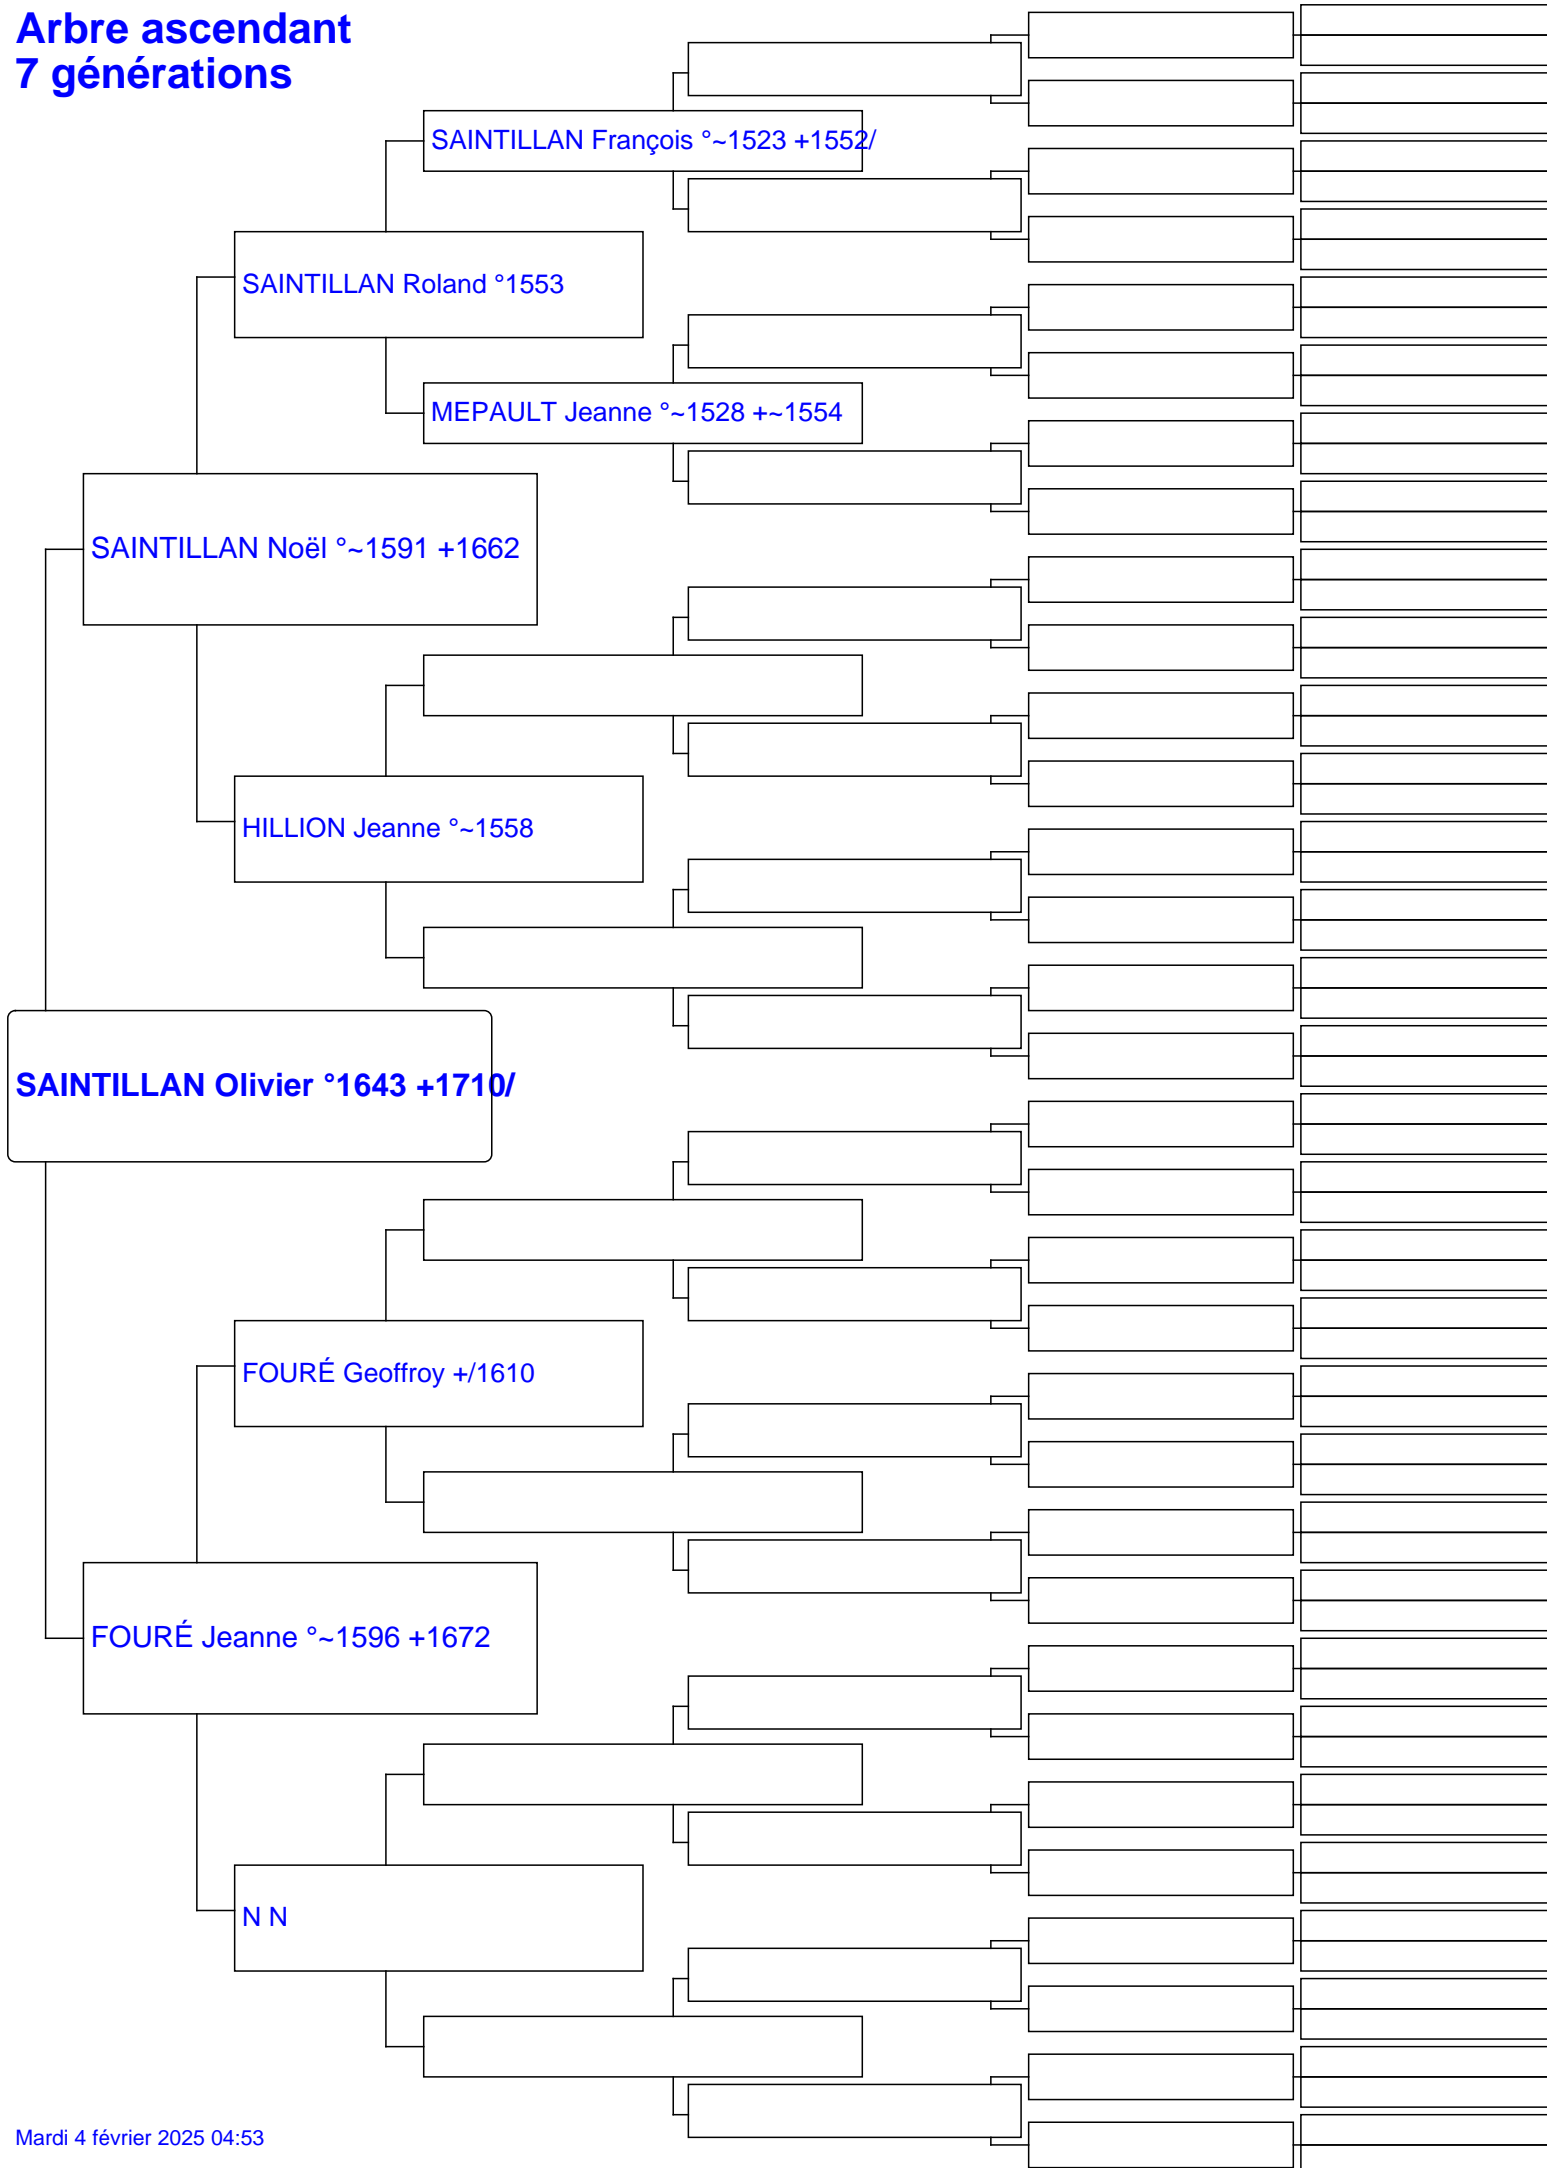 Arbre ascendant
7 générations
SAINTILLAN François °~1523 +1552/
SAINTILLAN Roland °1553
MEPAULT Jeanne °~1528 +~1554
SAINTILLAN Noël °~1591 +1662
HILLION Jeanne °~1558
SAINTILLAN Olivier °1643 +1710/
FOURÉ Geoffroy +/1610
FOURÉ Jeanne °~1596 +1672
N N
Mardi 4 février 2025 04:53